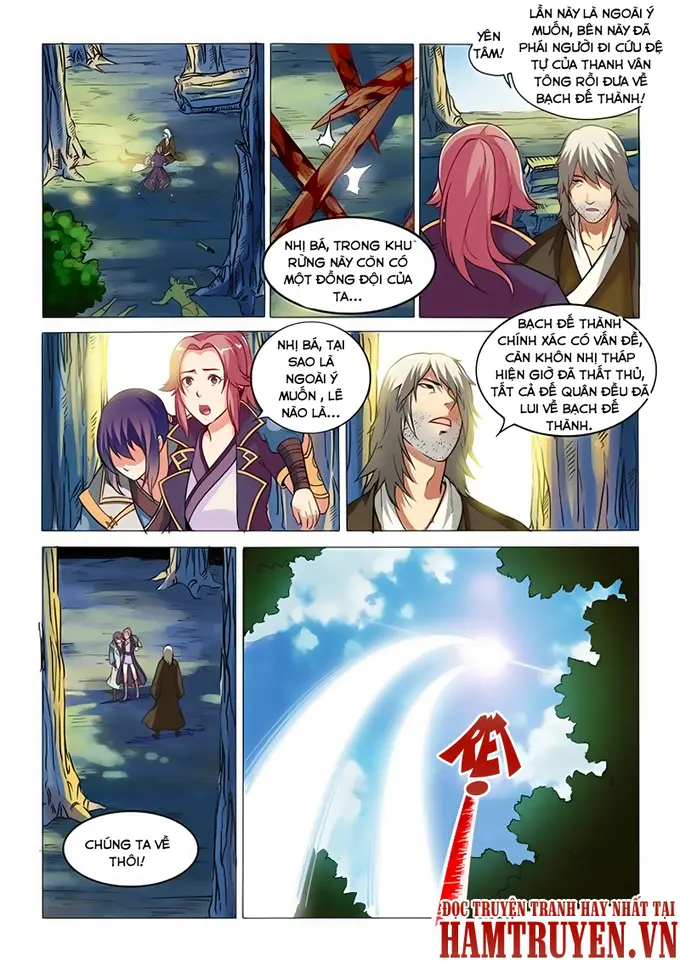 NHỊ BÁ, TRONG KHU
RỪNG NÀY CÒN CÓ
MỘT ĐỒNG ĐỘI CỦA
TA...
YÊN
TÂM!
LẦN NÀY LÀ NGOÀI Ý
MUỐN, BÊN NÀY ĐÃ
PHÁI NGƯỜI ĐI CỨU ĐỆ
TỰ CỦA THANH VÂN
TÔNG RỒI ĐƯA VỀ
BẠCH ĐẾ THÀNH!
NHỊ BÁ, TẠI
SAO LÀ
NGOÀI Ý
MUỐN , LẼ
NÀO LÀ...
BẠCH ĐẾ THÀNH
CHÍNH XÁC CÓ VẤN ĐỀ,
CÀN KHÔN NHỊ THÁP
HIỆN GIỜ ĐÃ THẤT THỦ,
TẤT CẢ ĐẾ QUÂN ĐỀU ĐÃ
LUI VỀ BẠCH ĐẾ
THÀNH.
CHÚNG TA VỀ
THÔI!
RẸT
ĐỌC TRUYỆN TRANH HAY NHẤT TẠI
HAMTRUYEN.VN